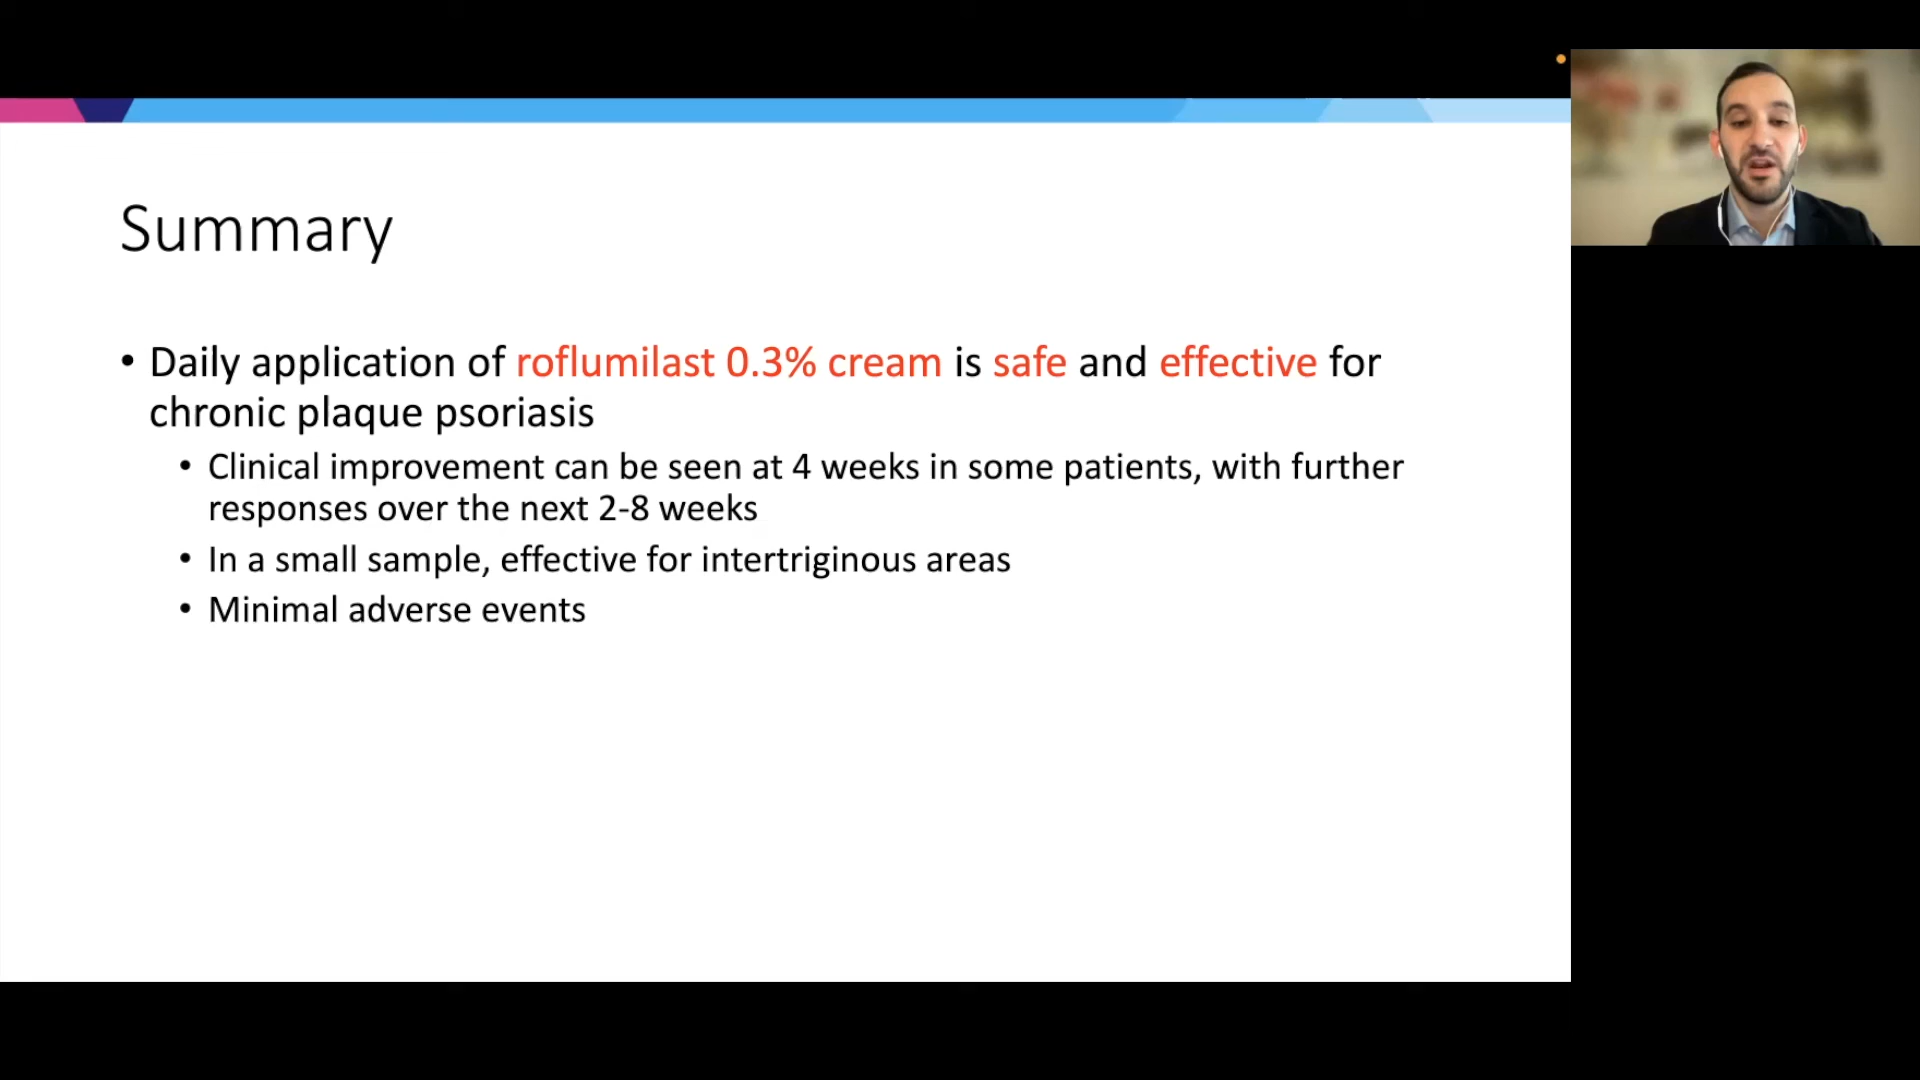 Summary
• Daily application of roflumilast 0.3% cream is safe and effective for
chronic plaque psoriasis
• Clinical improvement can be seen at 4 weeks in some patients, with further
responses over the next 2-8 weeks
• In a small sample, effective for intertriginous areas
• Minimal adverse events